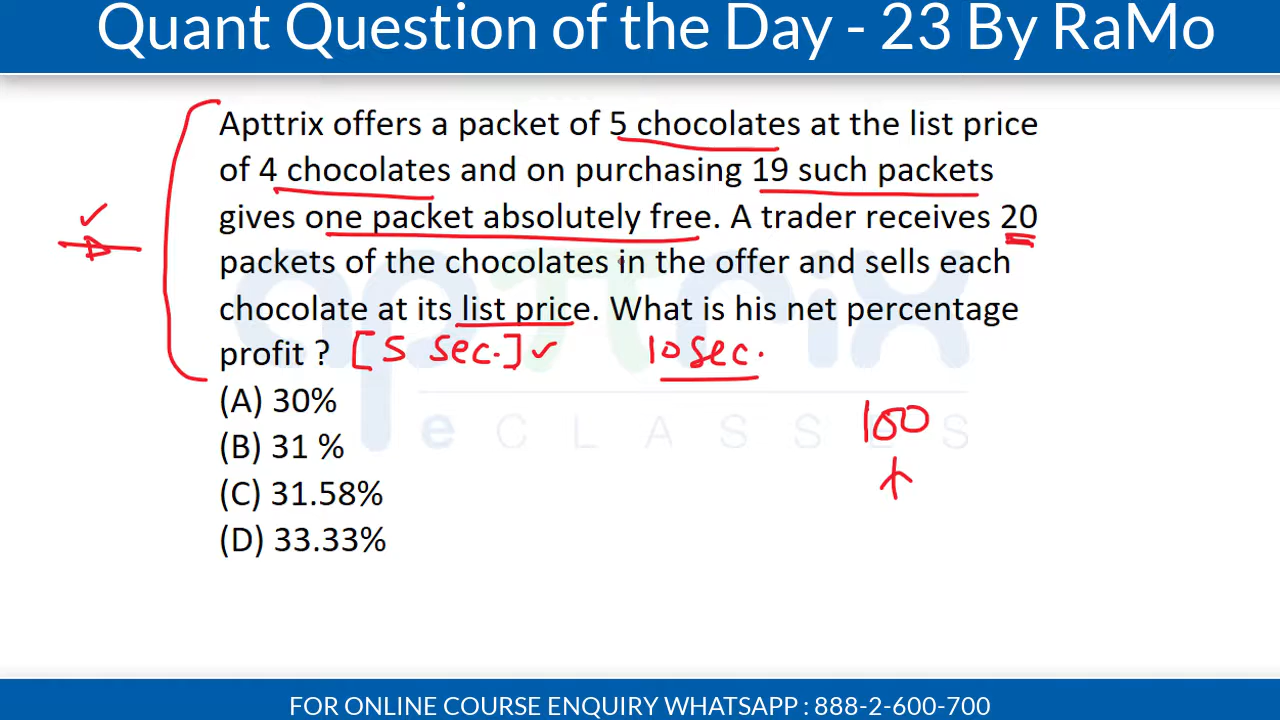 Quant Question of the Day - 23 By RaMo
Apttrix offers a packet of 5 chocolates at the list price
of 4 chocolates and on purchasing 19 such packets
gives one packet absolutely free. A trader receives 20
packets of the chocolates in the offer and sells each
chocolate at its list price. What is his net percentage
profit ? [5 sec.] ✓ 10 sec.
(A) 30%
100
(B) 31 %
e CLASSES
(C) 31.58%
(D) 33.33%
FOR ONLINE COURSE ENQUIRY WHATSAPP : 888-2-600-700